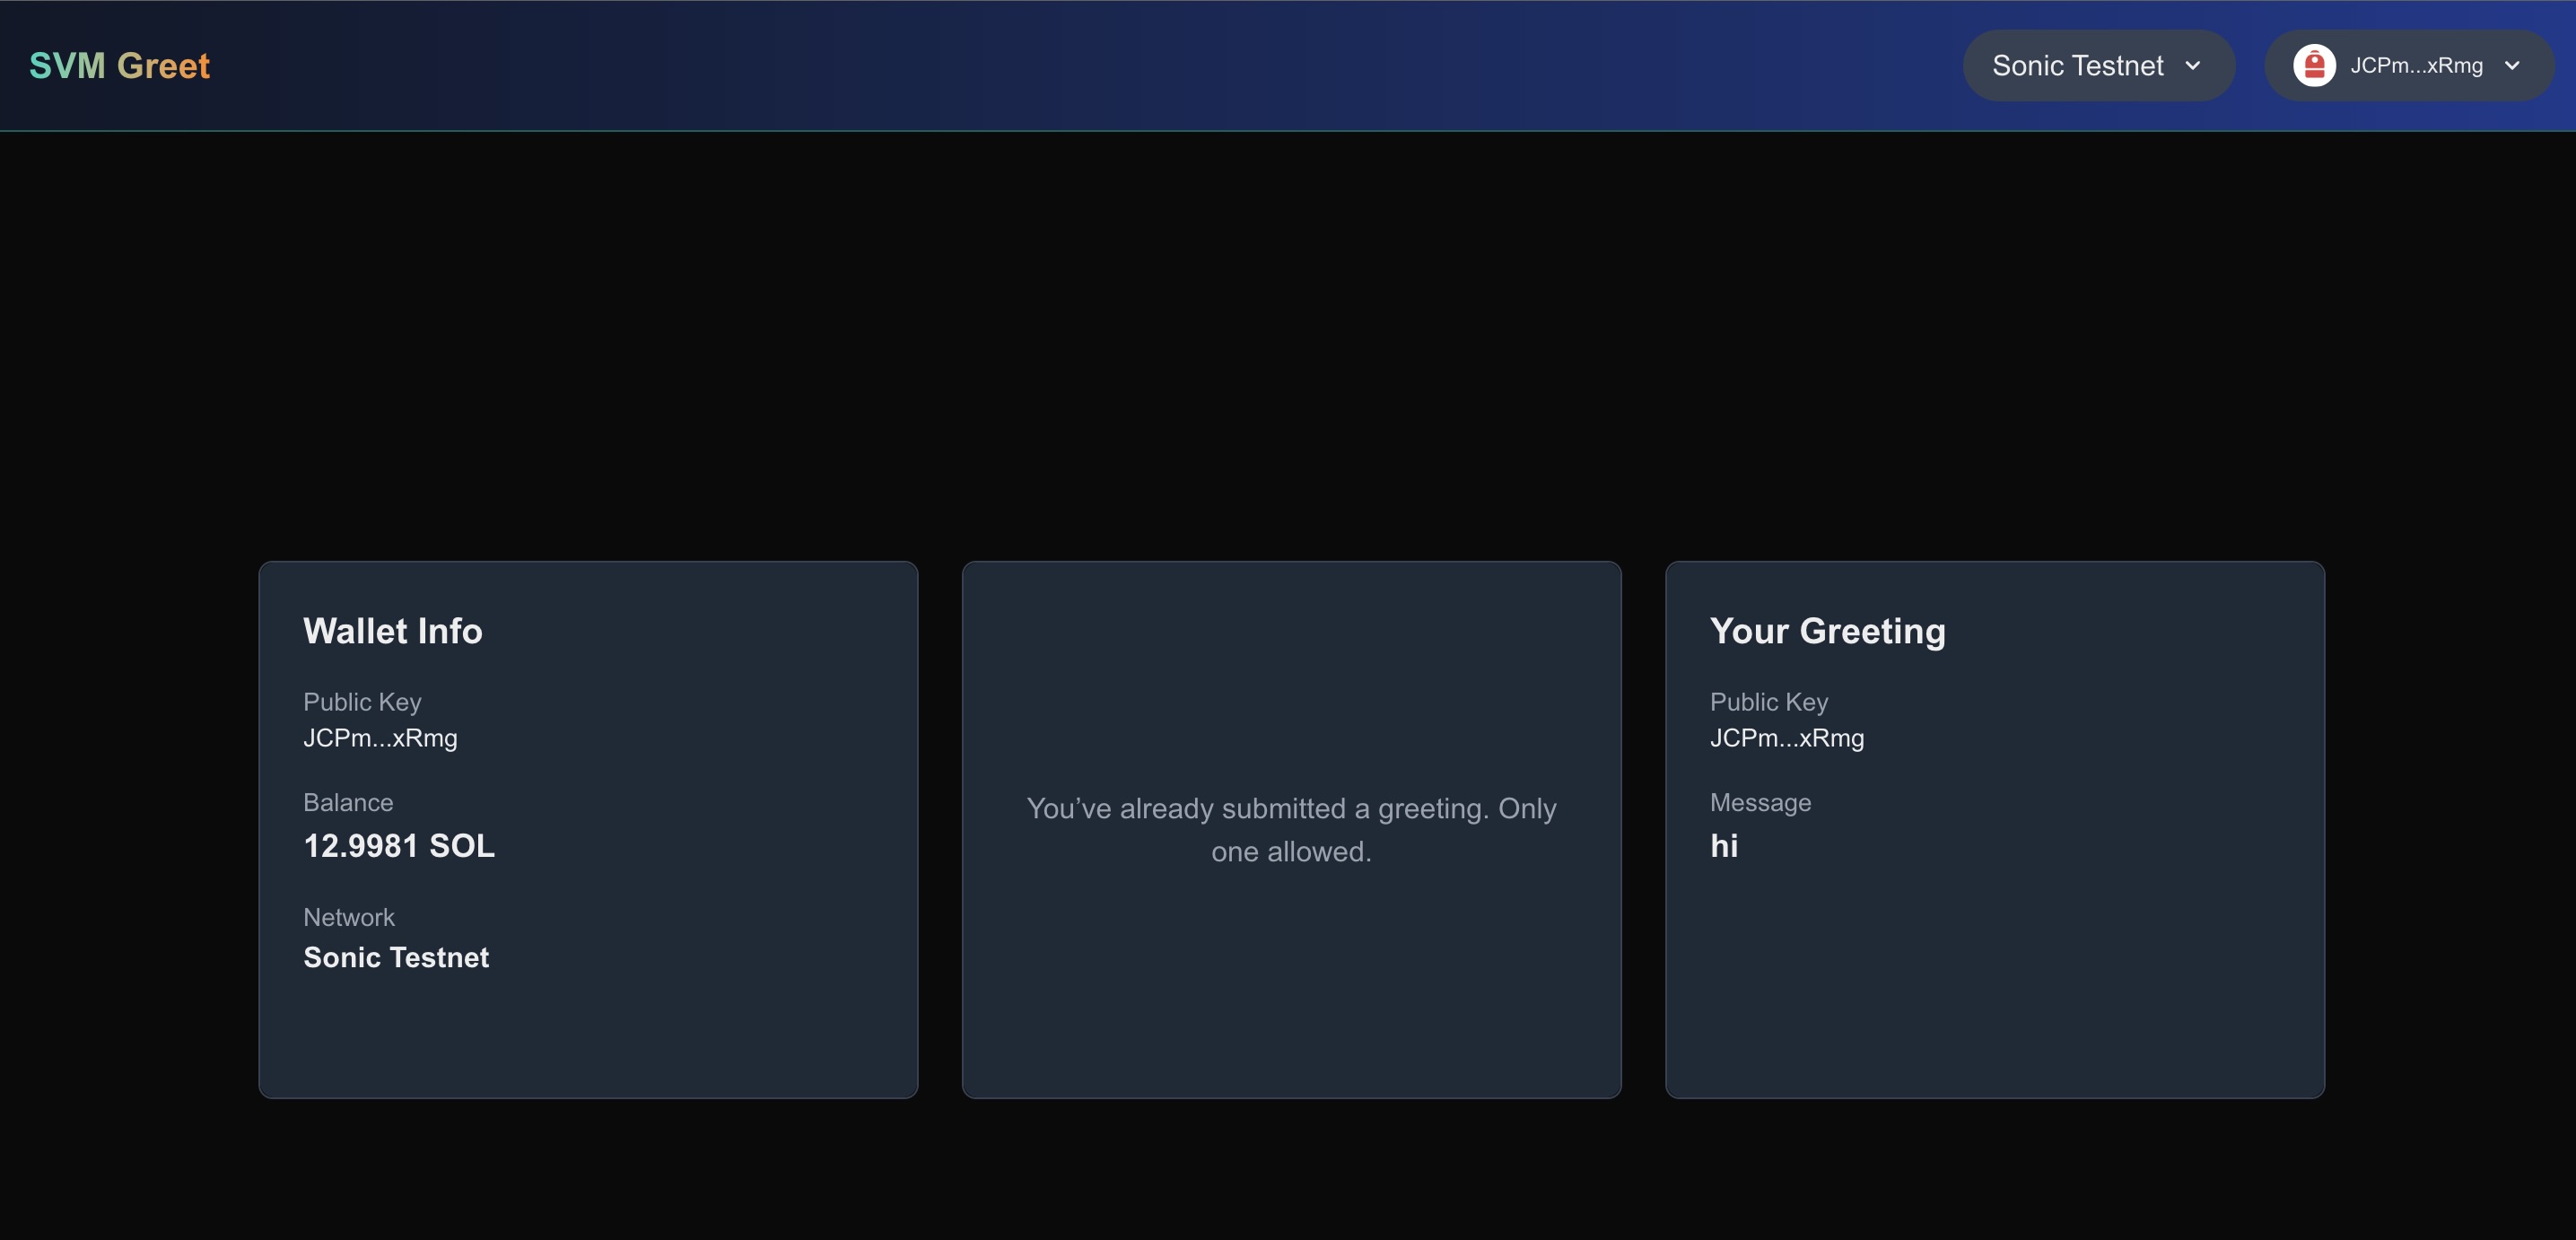 SVM Greet
Sonic Testnet
JCPm...xRmg
Wallet Info
Public Key
JCPm...xRmg
Balance
12.9981 SOL
Network
Sonic Testnet
You’ve already submitted a greeting. Only
one allowed.
Your Greeting
Public Key
JCPm...xRmg
Message
hi